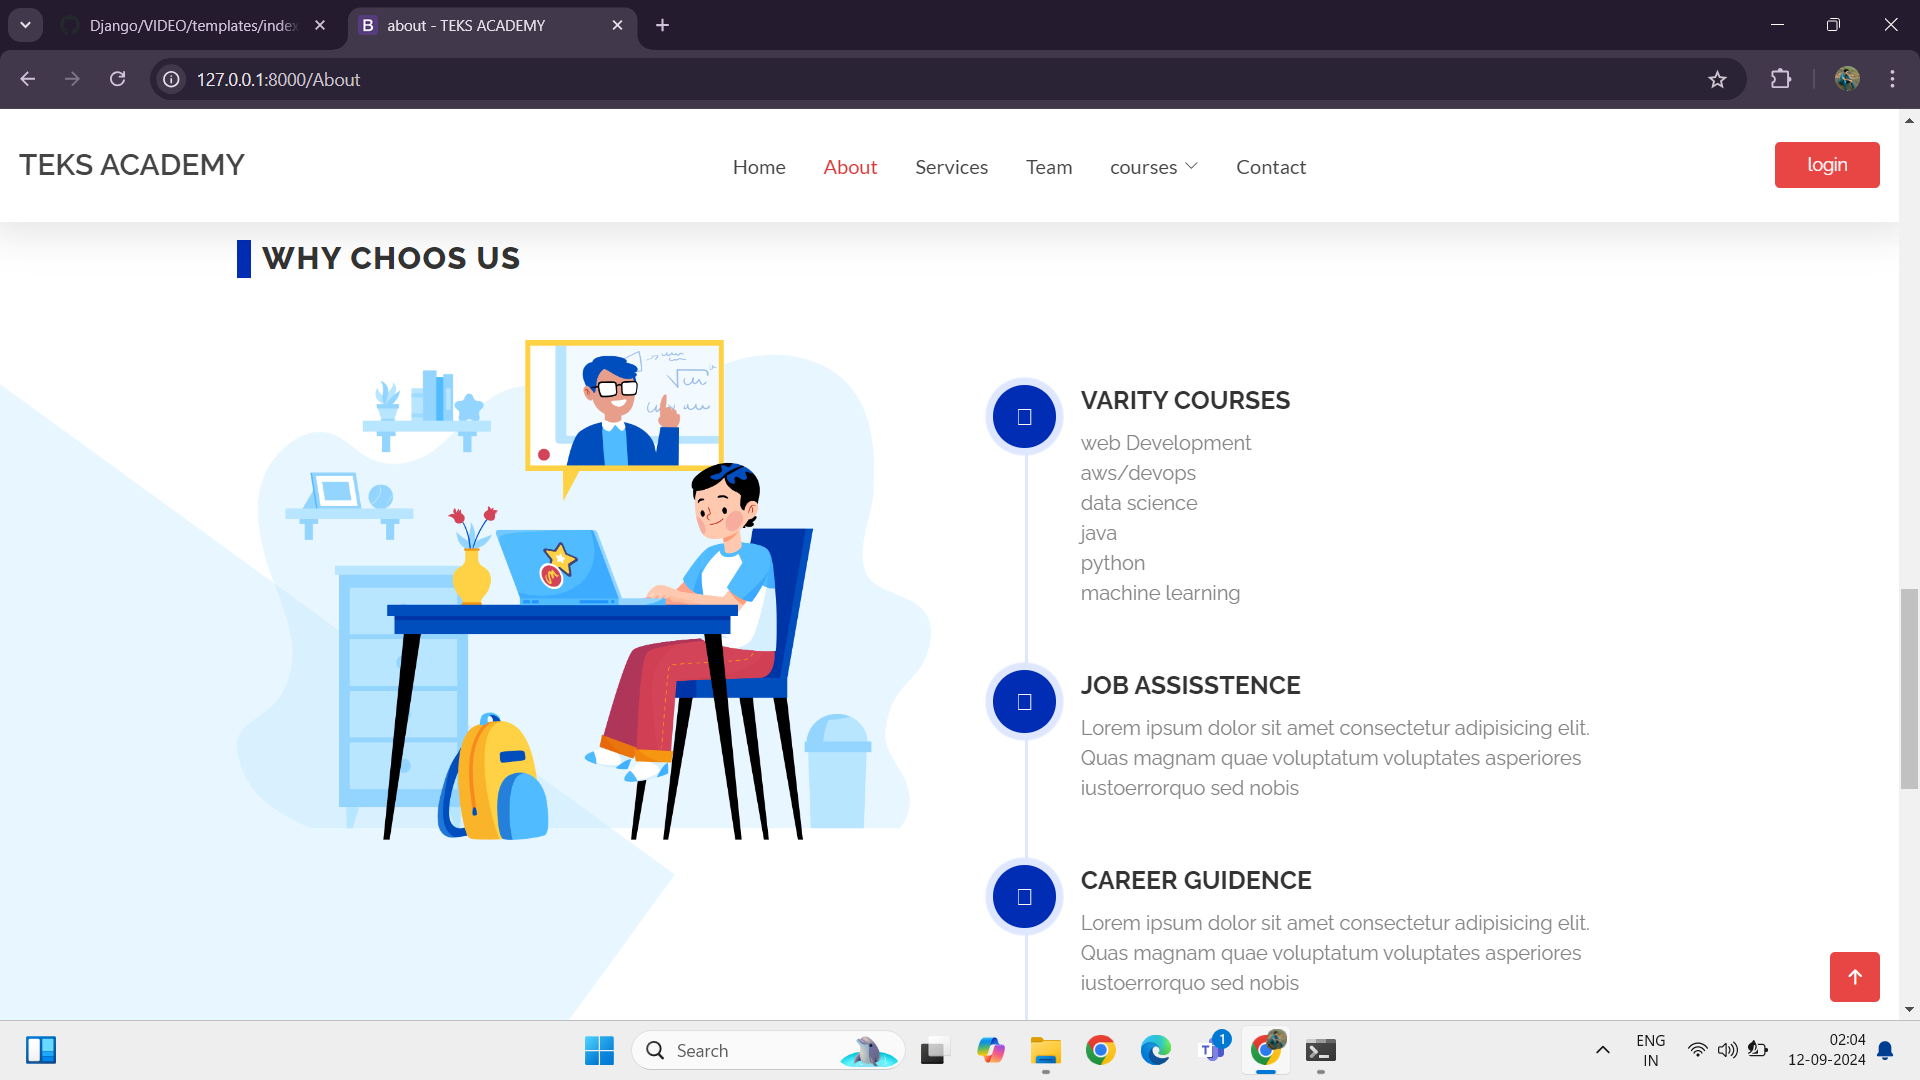 Django/VIDEO/templates/index
about - TEKS ACADEMY
127.0.0.1:8000/About
TEKS ACADEMY
Home
About
Services
Team
courses
Contact
login
WHY CHOOS US
VARITY COURSES
web Development
aws/devops
data science
java
python
machine learning
JOB ASSISSTENCE
Lorem ipsum dolor sit amet consectetur adipisicing elit.
Quas magnam quae voluptatum voluptates asperiores
iustoerrorquo sed nobis
CAREER GUIDENCE
Lorem ipsum dolor sit amet consectetur adipisicing elit.
Quas magnam quae voluptatum voluptates asperiores
iustoerrorquo sed nobis
Search
1
ENG
IN
02:04
12-09-2024